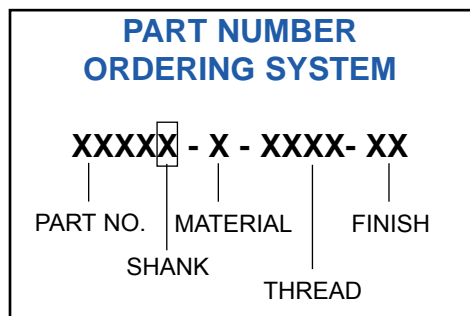 PART NUMBER
ORDERING SYSTEM
XXXXX - X - XXXX- XX
PART NO. MATERIAL FINISH
SHANK
THREAD